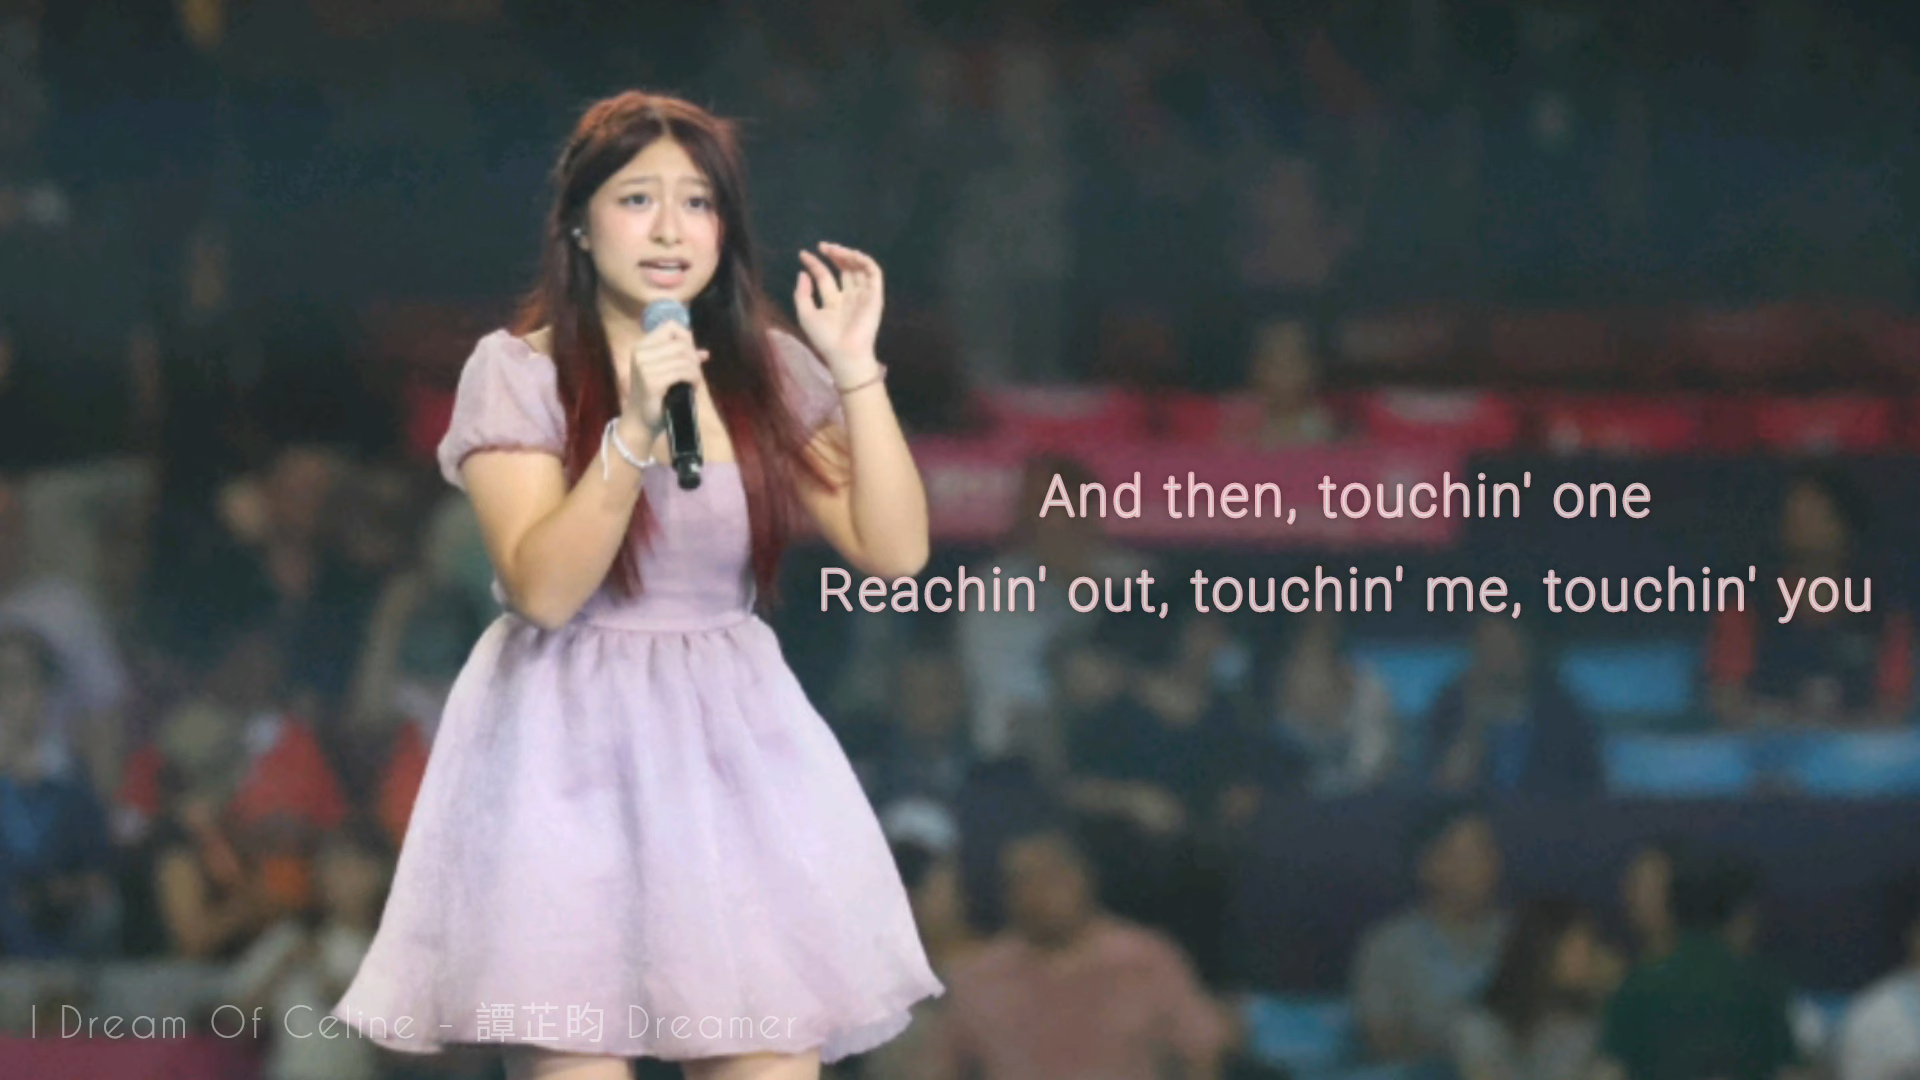 And then, touchin' one
Reachin' out, touchin' me, touchin' you
I Dream Of Celine - 譚芷昀 Dreamer